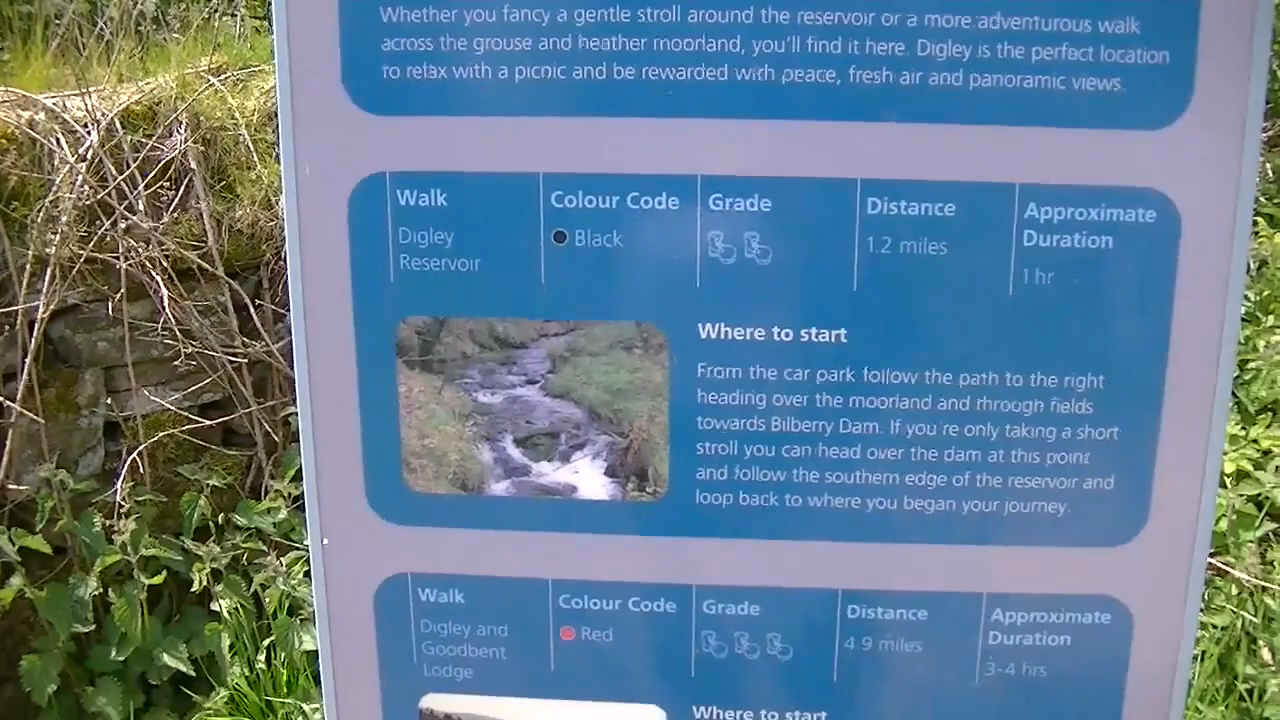 Whether you fancy a gentle stroll around the reservoir or a more adventurous walk
across the grouse and heather moorland, you'll find it here. Digley is the perfect location
to relax with a picnic and be rewarded with peace, fresh air and panoramic views.
Walk
Digley
Reservoir
Colour Code
Black
Grade
Distance
1.2 miles
Approximate
Duration
1 hr
Where to start
From the car park follow the path to the right
heading over the moorland and through fields
towards Bilberry Dam. If you're only taking a short
stroll you can head over the dam at this point
and follow the southern edge of the reservoir and
loop back to where you began your journey.
Walk
Digley and
Goodbent
Lodge
Colour Code
Red
Grade
Distance
4.9 miles
Approximate
Duration
3-4 hrs
Where to start